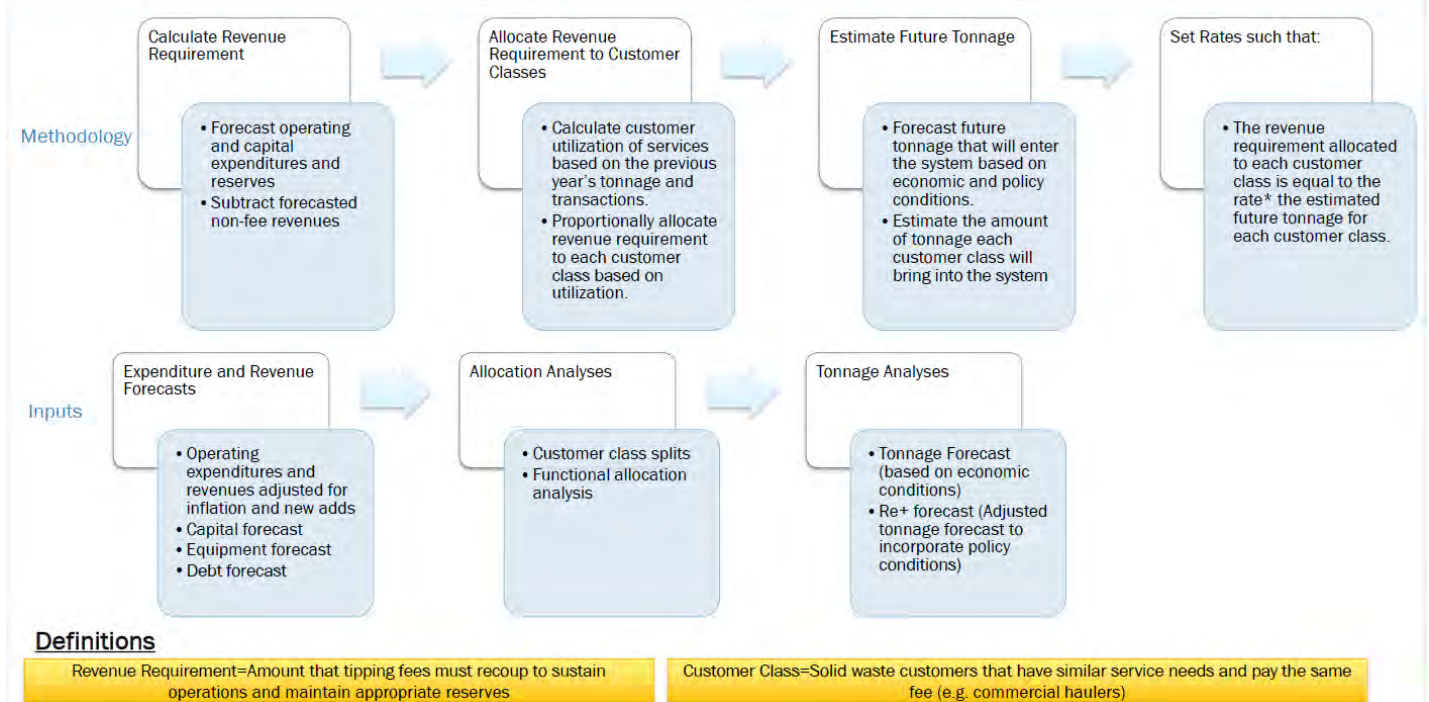 Methodology
Calculate Revenue
Requirement
• Forecast operating
and capital
expenditures and
reserves
• Subtract forecasted
non-fee revenues
Allocate Revenue
Requirement to Customer
Classes
• Calculate customer
utilization of services
based on the previous
year's tonnage and
transactions.
• Proportionally allocate
revenue requirement
to each customer
class based on
utilization.
Estimate Future Tonnage
• Forecast future
tonnage that will enter
the system based on
economic and policy
conditions.
• Estimate the amount
of tonnage each
customer class will
bring into the system
Set Rates such that:
• The revenue
requirement allocated
to each customer
class is equal to the
rate* the estimated
future tonnage for
each customer class.
Inputs
Expenditure and Revenue
Forecasts
• Operating
expenditures and
revenues adjusted for
inflation and new adds
• Capital forecast
• Equipment forecast
• Debt forecast
Allocation Analyses
• Customer class splits
• Functional allocation
analysis
Tonnage Analyses
• Tonnage Forecast
(based on economic
conditions)
• Re+ forecast (Adjusted
tonnage forecast to
incorporate policy
conditions)
Definitions
Revenue Requirement=Amount that tipping fees must recoup to sustain
operations and maintain appropriate reserves
Customer Class=Solid waste customers that have similar service needs and pay the same
fee (e.g. commercial haulers)